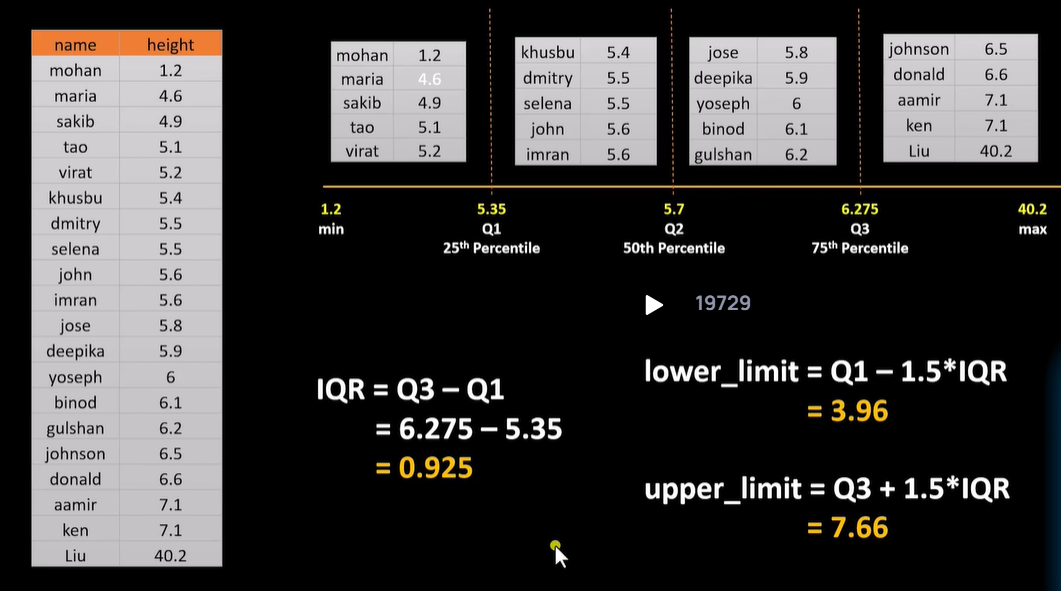 name height
mohan 1.2
maria 4.6
sakib 4.9
tao 5.1
virat 5.2
khusbu 5.4
dmitry 5.5
selena 5.5
john 5.6
imran 5.6
jose 5.8
deepika 5.9
yoseph 6
binod 6.1
gulshan 6.2
johnson 6.5
donald 6.6
aamir 7.1
ken 7.1
Liu 40.2
mohan 1.2
maria 4.6
sakib 4.9
tao 5.1
virat 5.2
khusbu 5.4
dmitry 5.5
selena 5.5
john 5.6
imran 5.6
jose 5.8
deepika 5.9
yoseph 6
binod 6.1
gulshan 6.2
johnson 6.5
donald 6.6
aamir 7.1
ken 7.1
Liu 40.2
1.2 5.35 5.7 6.275 40.2
min Q1 Q2 Q3 max
25th Percentile 50th Percentile 75th Percentile
19729
IQR = Q3 – Q1
= 6.275 – 5.35
= 0.925
lower_limit = Q1 – 1.5*IQR
= 3.96
upper_limit = Q3 + 1.5*IQR
= 7.66